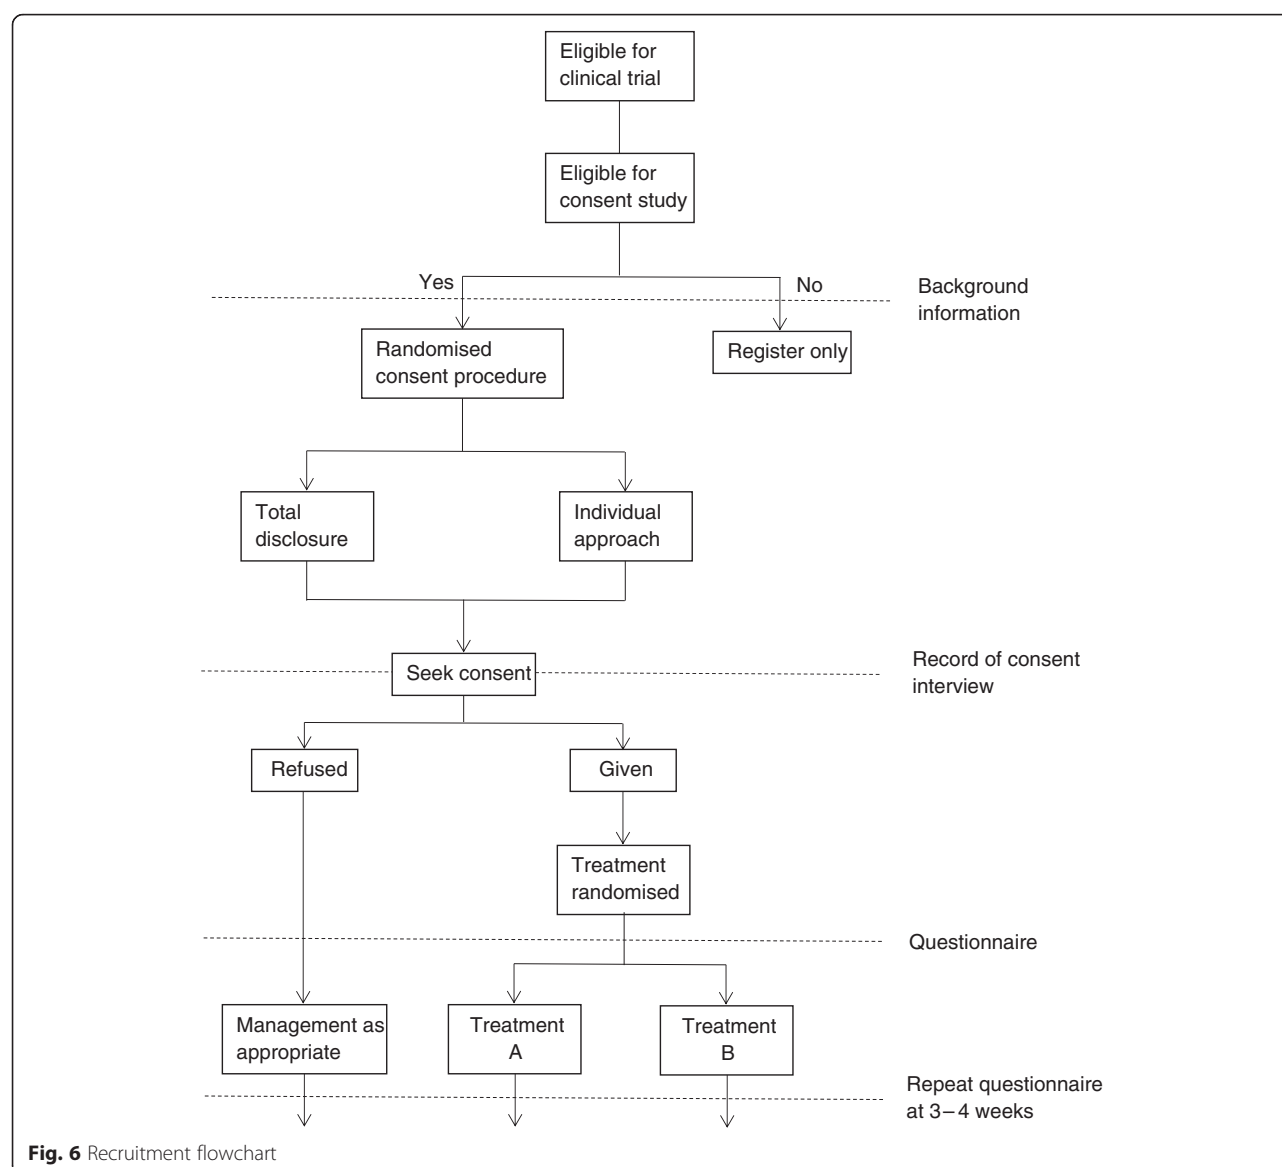 Eligible for
clinical trial
Eligible for
consent study
Yes
No
Background
information
Randomised
consent procedure
Register only
Total
disclosure
Individual
approach
Seek consent
Record of consent
interview
Refused
Given
Treatment
randomised
Questionnaire
Management as
appropriate
Treatment
A
Treatment
B
Repeat questionnaire
at 3–4 weeks
Fig. 6 Recruitment flowchart